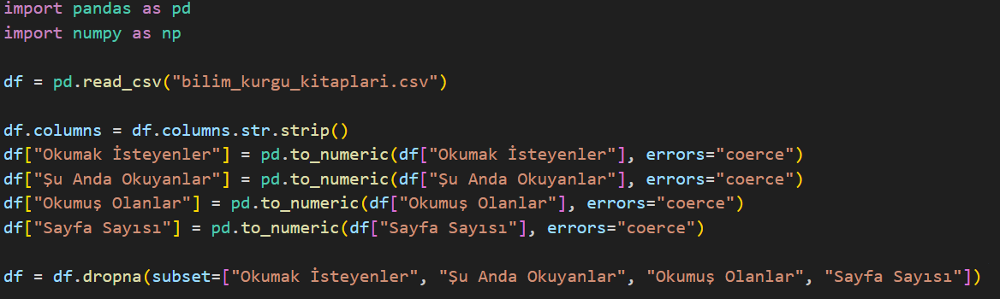 import pandas as pd
import numpy as np
df = pd.read_csv("bilim_kurgu_kitaplari.csv")
df.columns = df.columns.str.strip()
df["Okumak İsteyenler"] = pd.to_numeric(df["Okumak İsteyenler"], errors="coerce")
df["Şu Anda Okuyanlar"] = pd.to_numeric(df["Şu Anda Okuyanlar"], errors="coerce")
df["Okumuş Olanlar"] = pd.to_numeric(df["Okumuş Olanlar"], errors="coerce")
df["Sayfa Sayısı"] = pd.to_numeric(df["Sayfa Sayısı"], errors="coerce")
df = df.dropna(subset=["Okumak İsteyenler", "Şu Anda Okuyanlar", "Okumuş Olanlar", "Sayfa Sayısı"])